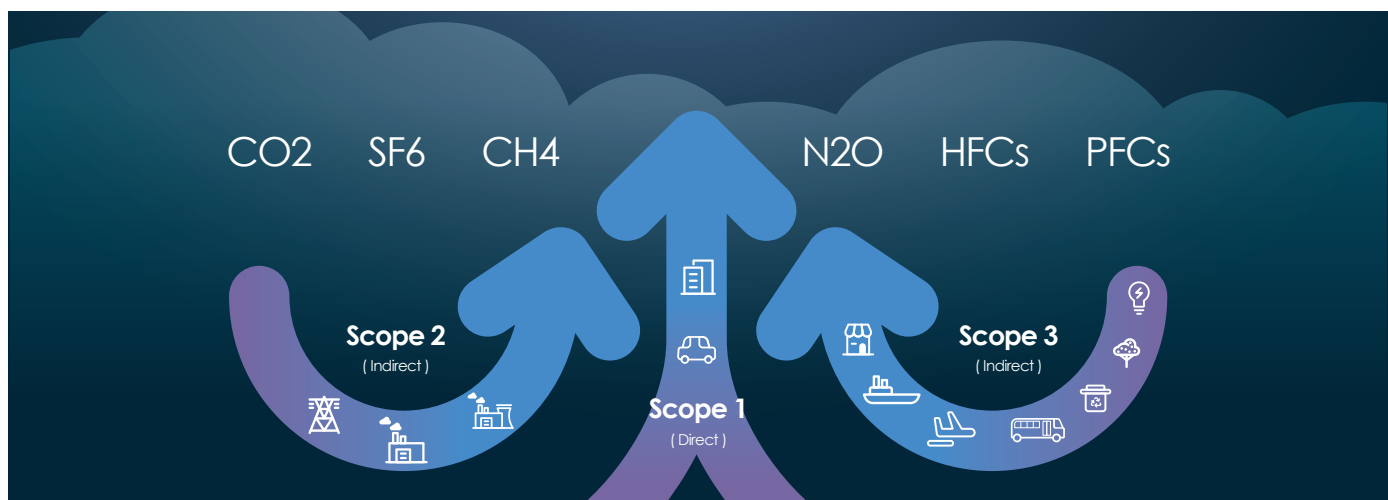 CO2 SF6 CH4 N2O HFCs PFCs
Scope 2
( Indirect )
Scope 3
( Indirect )
Scope 1
( Direct )